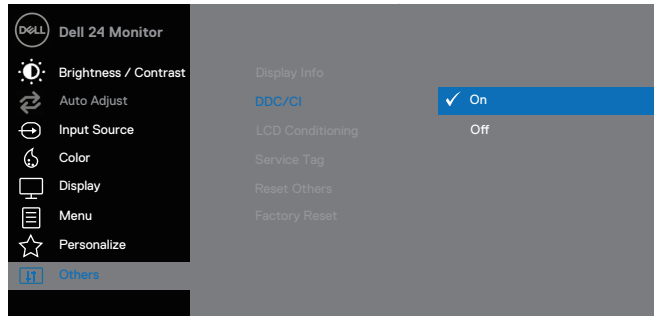 DELL Dell 24 Monitor
Brightness / Contrast
Auto Adjust
Input Source
Color
Display
Menu
Personalize
Others
Display Info
DDC/CI
LCD Conditioning
Service Tag
Reset Others
Factory Reset
On
Off